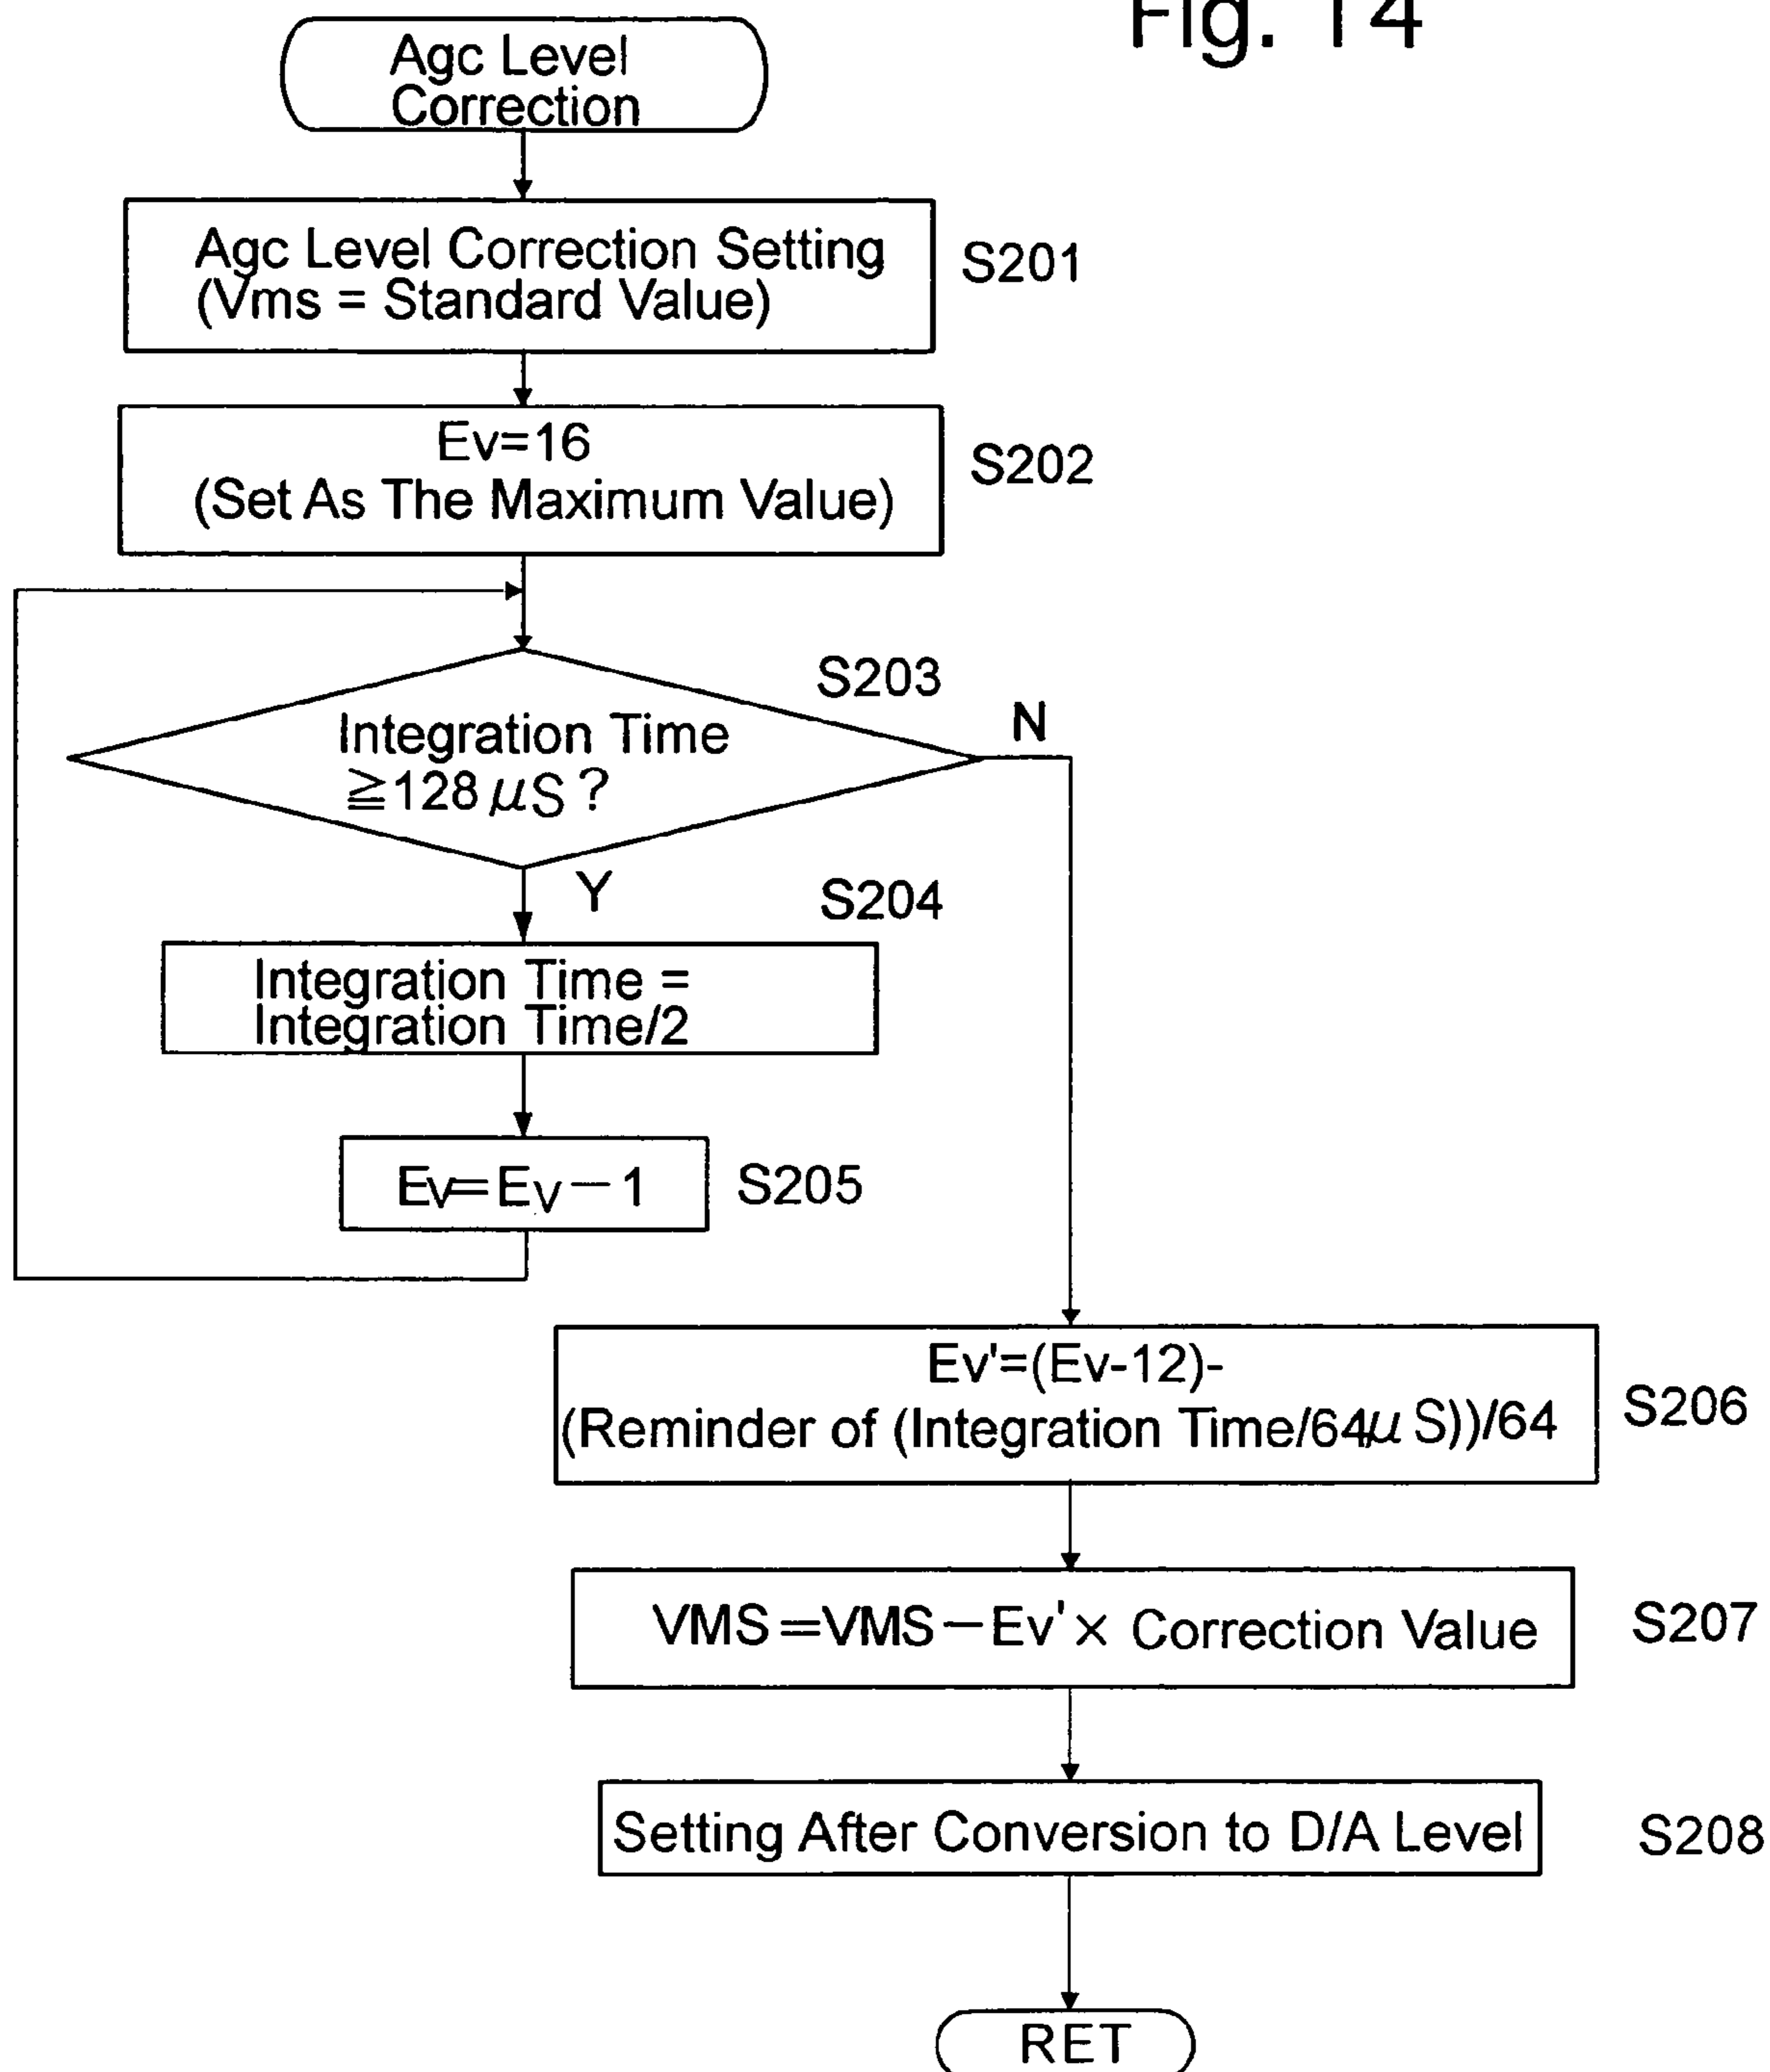 Fig. 14
Agc Level
Correction
Agc Level Correction Setting
(Vms = Standard Value)
S201
Ev=16
(Set As The Maximum Value)
S202
S203
Integration Time
≧128μS?
N
Y
S204
Integration Time =
Integration Time/2
Ev=Ev－1
S205
Ev'=(Ev-12)-
(Reminder of (Integration Time/64μS))/64
S206
VMS=VMS－Ev'× Correction Value
S207
Setting After Conversion to D/A Level
S208
RET